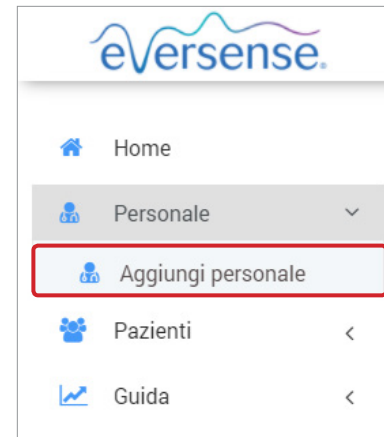 eversense.
Home
Personale
Aggiungi personale
Pazienti
Guida